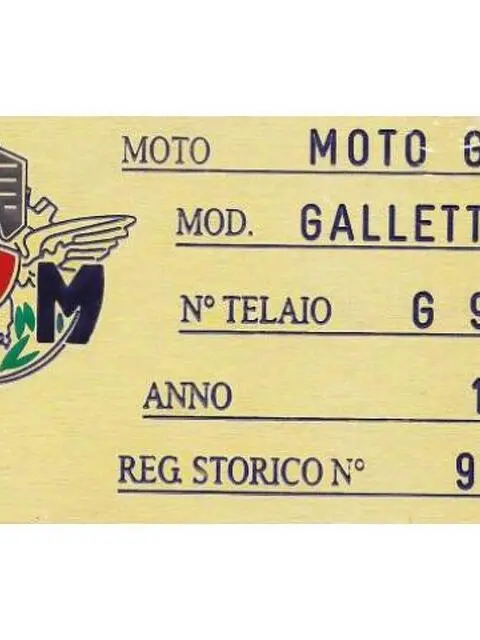 MOTO MOTO G
MOD. GALLETT
N° TELAIO G 9
ANNO 1
REG. STORICO N° 9
M